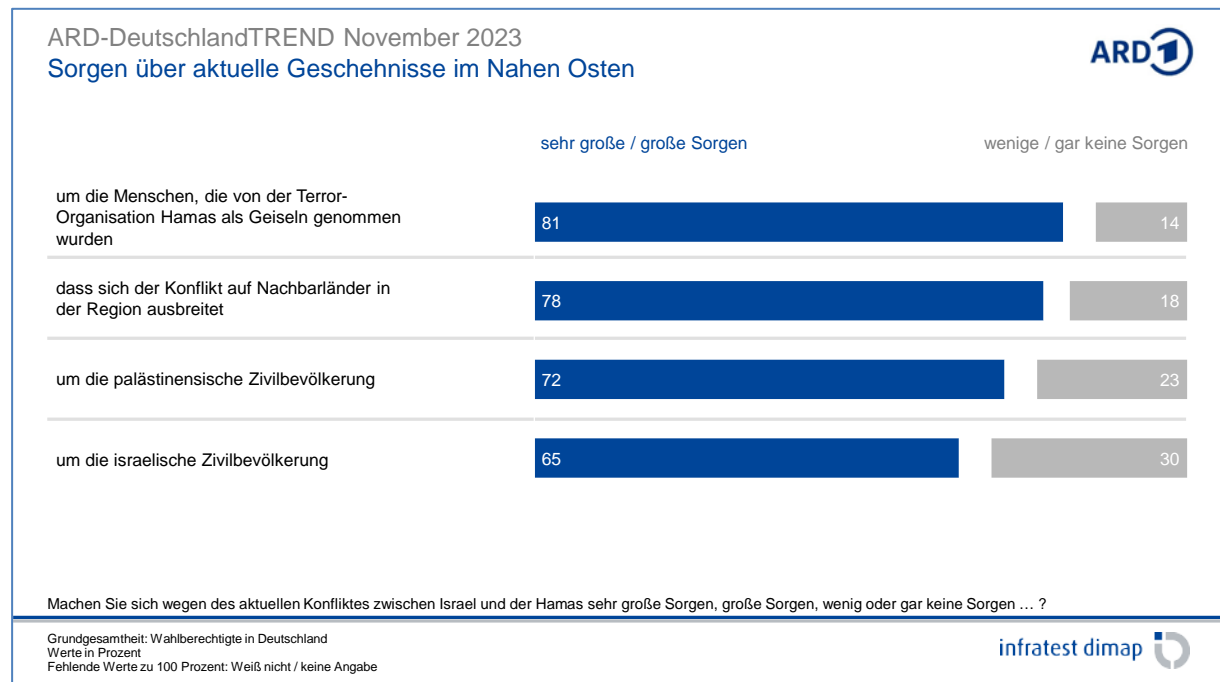 ARD-DeutschlandTREND November 2023
Sorgen über aktuelle Geschehnisse im Nahen Osten
ARD 1
sehr große / große Sorgen
wenige / gar keine Sorgen
um die Menschen, die von der Terror-
Organisation Hamas als Geiseln genommen
wurden
81
14
dass sich der Konflikt auf Nachbarländer in
der Region ausbreitet
78
18
um die palästinensische Zivilbevölkerung
72
23
um die israelische Zivilbevölkerung
65
30
Machen Sie sich wegen des aktuellen Konfliktes zwischen Israel und der Hamas sehr große Sorgen, große Sorgen, wenig oder gar keine Sorgen … ?
Grundgesamtheit: Wahlberechtigte in Deutschland
Werte in Prozent
Fehlende Werte zu 100 Prozent: Weiß nicht / keine Angabe
infratest dimap